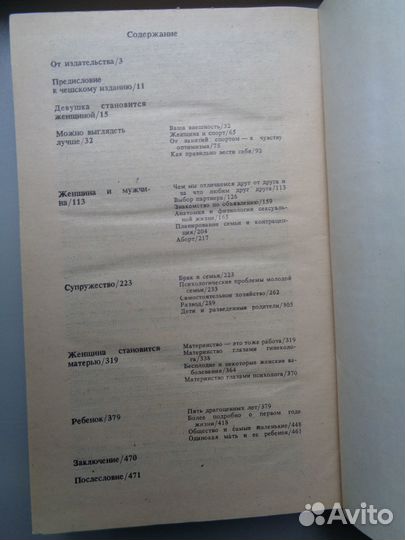 Содержание
От издательства/3
Предисловие
к чешскому изданию/11
Девушка становится
женщиной/15
Можно выглядеть
лучше/32
Ваша внешность/32
Женщина и спорт/65
От занятий спортом — к чувству
оптимизма/78
Как правильно вести себя/92
Женщина и мужчи-
на/113
Чем мы отличаемся друг от друга и
за что любим друг друга/113
Выбор партнера/126
Знакомство по объявлению/159
Анатомия и физиология сексуаль-
ной жизни/165
Планирование семьи и контрацеп-
ция/204
Аборт/217
Супружество/223
Брак и семья/223
Психологические проблемы молодой
семьи/233
Самостоятельное хозяйство/262
Развод/289
Дети и разведенные родители/305
Женщина становится
матерью/319
Материнство — это тоже работа/319
Материнство глазами гинеколо-
га/338
Бесплодие и некоторые женские за-
болевания/364
Материнство глазами психолога/370
Ребенок/379
Пять драгоценных лет/379
Более подробно о первом годе
жизни/415
Общество и самые маленькие/448
Одинокая мать и ее ребенок/461
Заключение/470
Послесловие/471
Avito